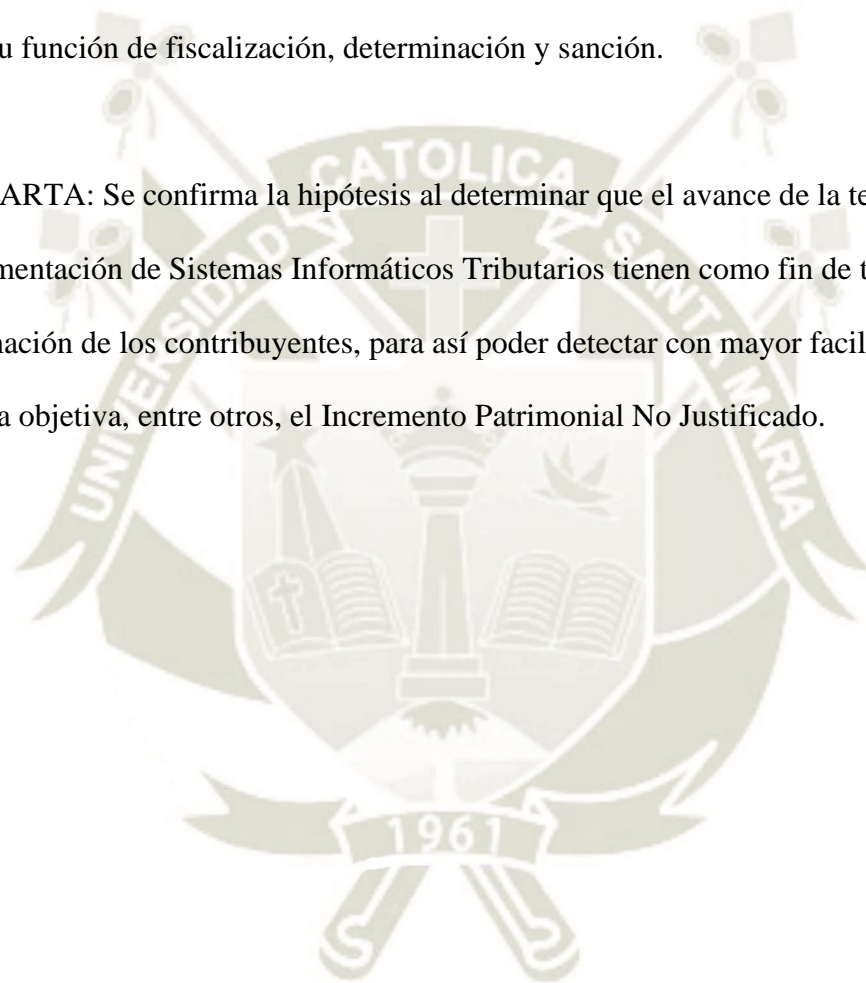 u función de fiscalización, determinación y sanción.
ARTA: Se confirma la hipótesis al determinar que el avance de la te
mentación de Sistemas Informáticos Tributarios tienen como fin de t
nación de los contribuyentes, para así poder detectar con mayor facil
a objetiva, entre otros, el Incremento Patrimonial No Justificado.
UNIVERSIDAD CATOLICA SANTA MARIA
1961